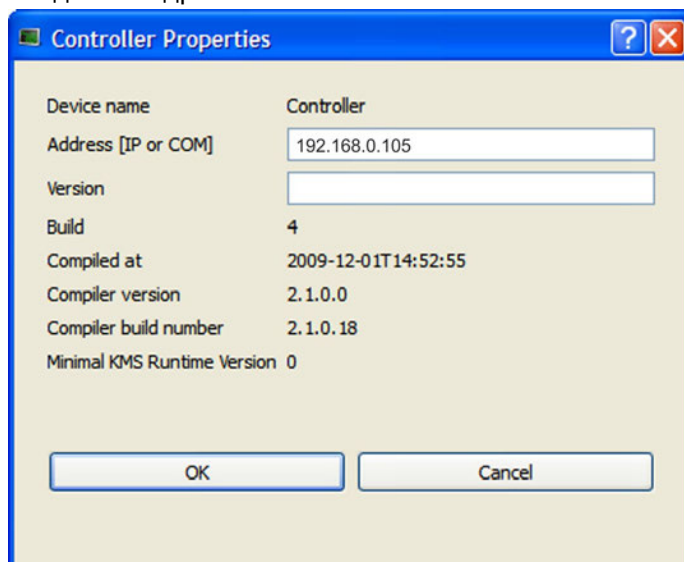 Controller Properties
Device name Controller
Address [IP or COM] 192.168.0.105
Version
Build 4
Compiled at 2009-12-01T14:52:55
Compiler version 2.1.0.0
Compiler build number 2.1.0.18
Minimal KMS Runtime Version 0
OK Cancel